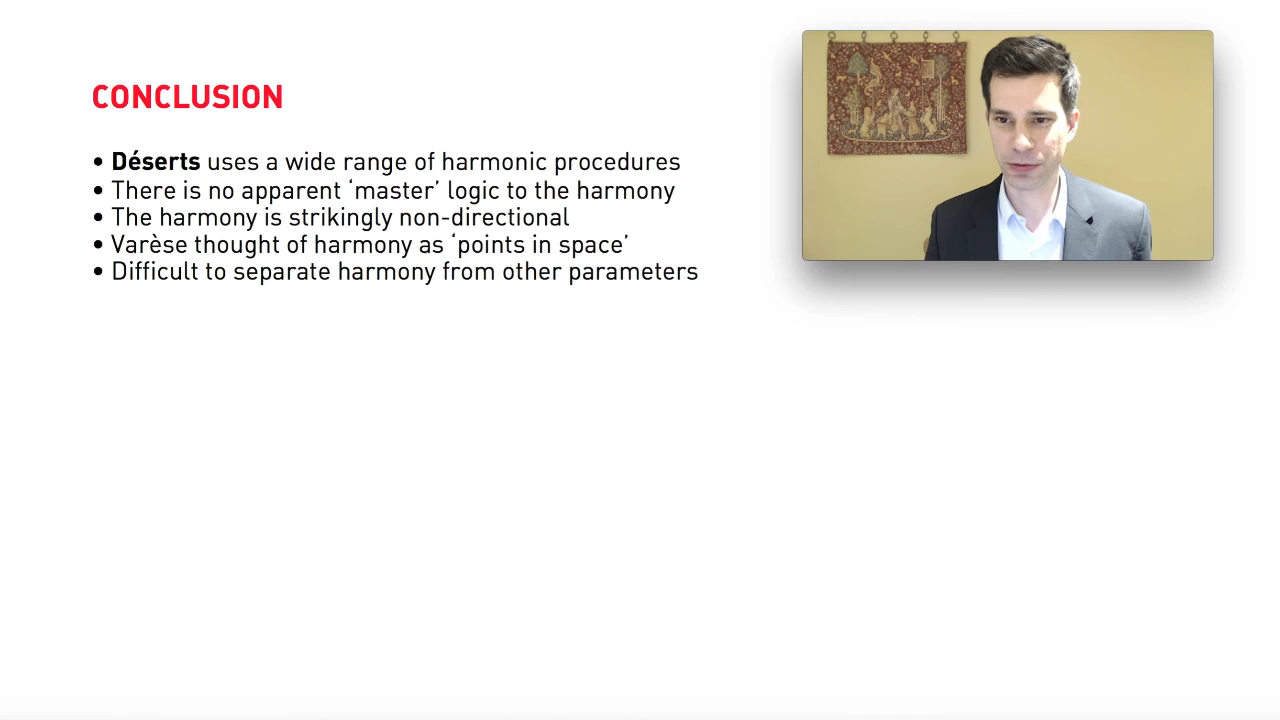 CONCLUSION
• Déserts uses a wide range of harmonic procedures
• There is no apparent ‘master’ logic to the harmony
• The harmony is strikingly non-directional
• Varèse thought of harmony as ‘points in space’
• Difficult to separate harmony from other parameters